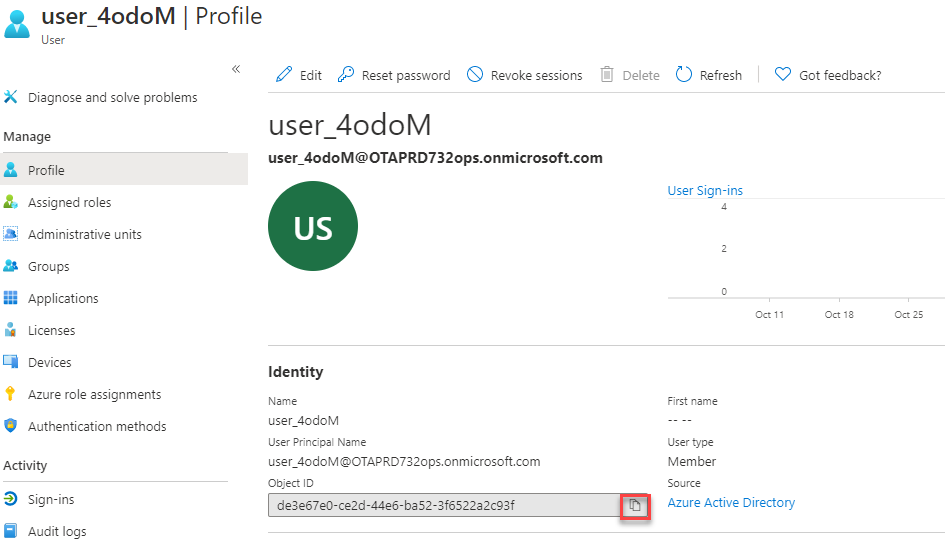 user_4odoM | Profile
User
«
Diagnose and solve problems
Manage
Profile
Assigned roles
Administrative units
Groups
Applications
Licenses
Devices
Azure role assignments
Authentication methods
Activity
Sign-ins
Audit logs
Edit
Reset password
Revoke sessions
Delete
Refresh
Got feedback?
user_4odoM
user_4odoM@OTAPRD732ops.onmicrosoft.com
US
User Sign-ins
4
2
0
Oct 11
Oct 18
Oct 25
Identity
Name
user_4odoM
User Principal Name
user_4odoM@OTAPRD732ops.onmicrosoft.com
Object ID
de3e67e0-ce2d-44e6-ba52-3f6522a2c93f
First name
-- --
User type
Member
Source
Azure Active Directory